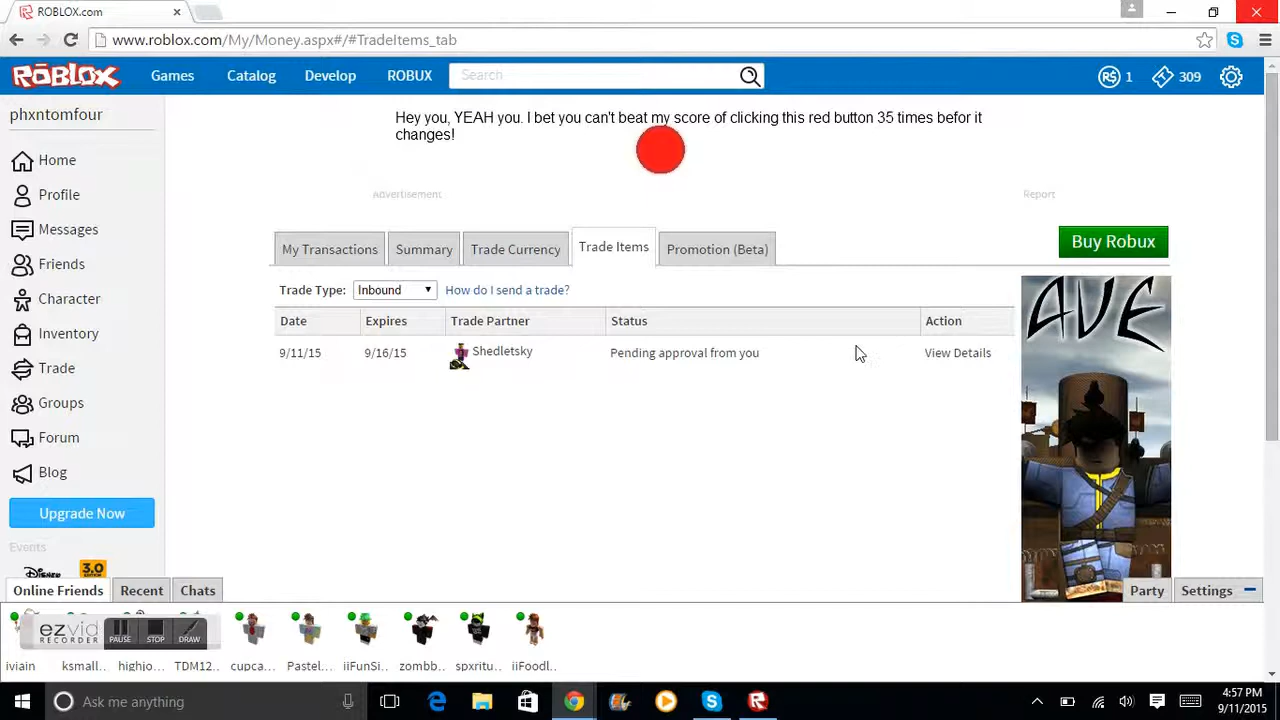 ROBLOX.com
www.roblox.com/My/Money.aspx#/#TradeItems_tab
ROBLOX Games Catalog Develop ROBUX Search R$ 1 309
phxntomfour
Hey you, YEAH you. I bet you can't beat my score of clicking this red button 35 times befor it
changes!
Home
Profile
Advertisement Report
Messages
My Transactions Summary Trade Currency Trade Items Promotion (Beta) Buy Robux
Friends
Trade Type: Inbound How do I send a trade?
Character
Date Expires Trade Partner Status Action
Inventory
9/11/15 9/16/15 Shedletsky Pending approval from you View Details
AVE
Trade
Groups
Forum
Blog
Upgrade Now
Events
Disney 3.0
Online Friends Recent Chats Party Settings
ezvid
RECORDER
PAUSE STOP DRAW
iviain ksmall.. highjo.. TDM12.. cupca.. Pastel.. iiFunSi.. zombb.. spxritu.. iiFoodl..
Ask me anything
4:57 PM
9/11/2015